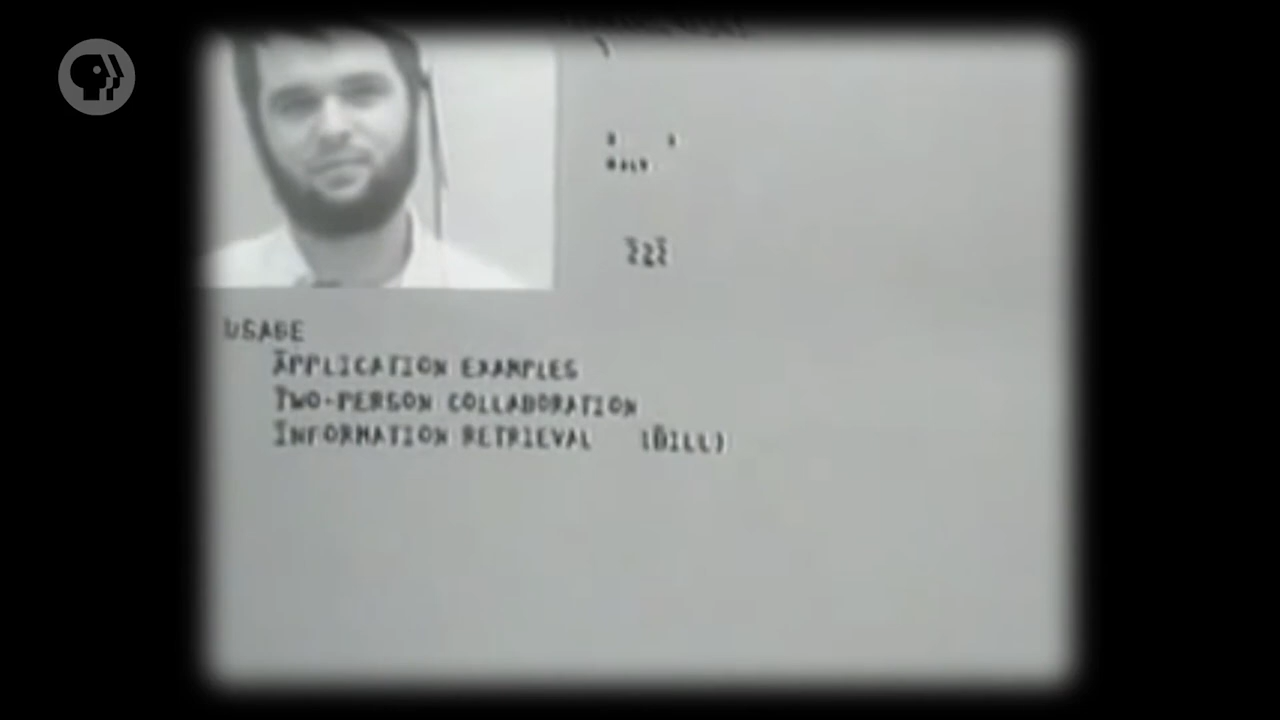 USAGE
APPLICATION EXAMPLES
TWO-PERSON COLLABORATION
INFORMATION RETRIEVAL (BILL)